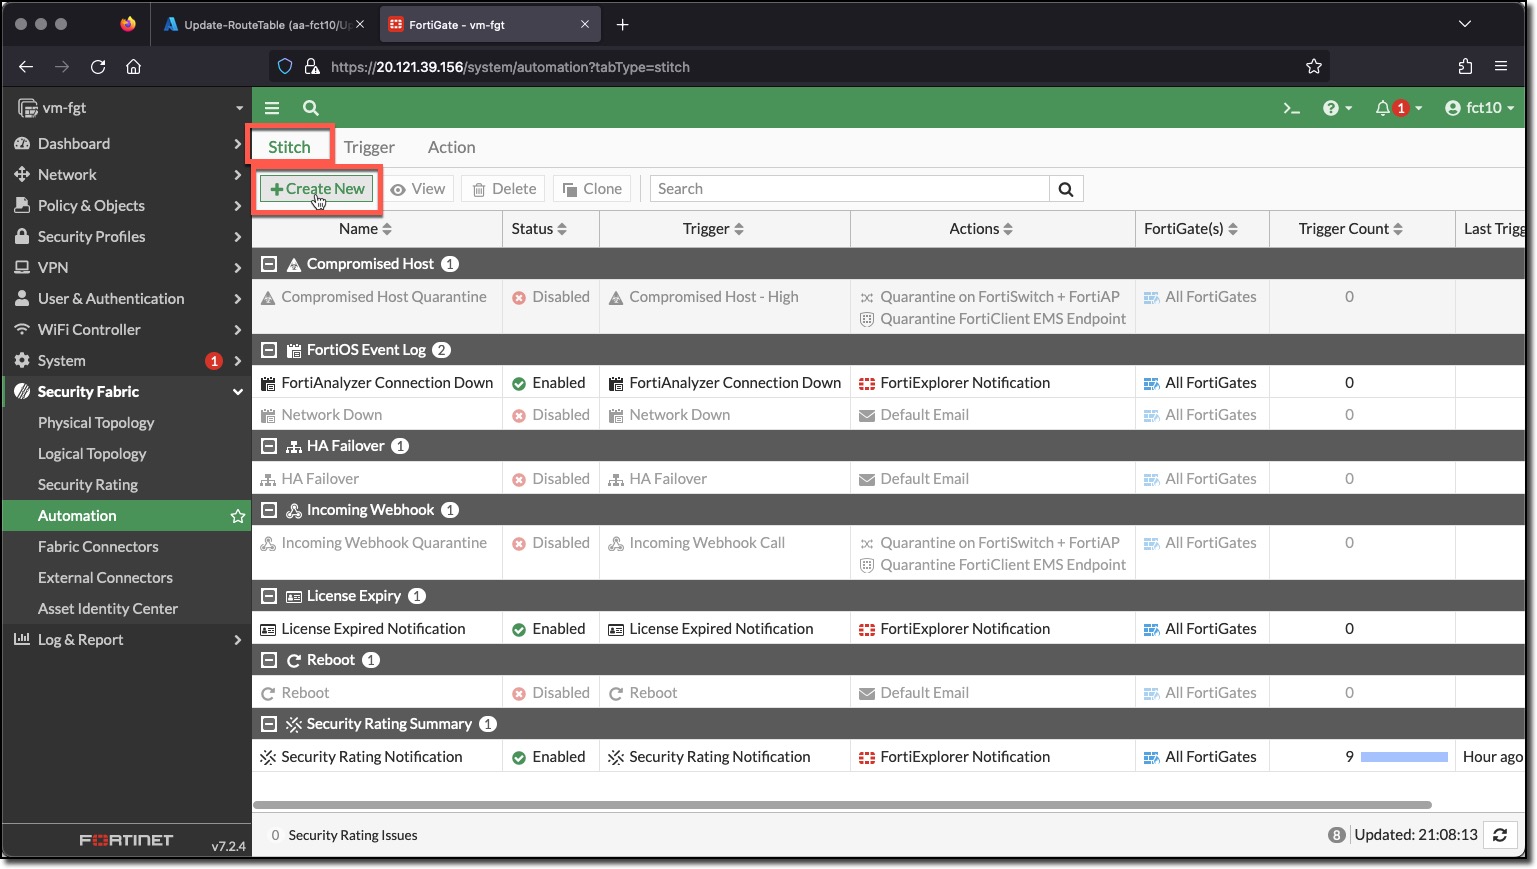 Update-RouteTable (aa-fct10/U
FortiGate - vm-fgt
https://20.121.39.156/system/automation?tabType=stitch
vm-fgt
1
fct10
Dashboard
Network
Policy & Objects
Security Profiles
VPN
User & Authentication
WiFi Controller
System 1
Security Fabric
Physical Topology
Logical Topology
Security Rating
Automation
Fabric Connectors
External Connectors
Asset Identity Center
Log & Report
FORTINET
v7.2.4
Stitch Trigger Action
+Create New View Delete Clone Search
Name Status Trigger Actions FortiGate(s) Trigger Count Last Trigg
Compromised Host 1
Compromised Host Quarantine Disabled Compromised Host - High Quarantine on FortiSwitch + FortiAP All FortiGates 0
Quarantine FortiClient EMS Endpoint
FortiOS Event Log 2
FortiAnalyzer Connection Down Enabled FortiAnalyzer Connection Down FortiExplorer Notification All FortiGates 0
Network Down Disabled Network Down Default Email All FortiGates 0
HA Failover 1
HA Failover Disabled HA Failover Default Email All FortiGates 0
Incoming Webhook 1
Incoming Webhook Quarantine Disabled Incoming Webhook Call Quarantine on FortiSwitch + FortiAP All FortiGates 0
Quarantine FortiClient EMS Endpoint
License Expiry 1
License Expired Notification Enabled License Expired Notification FortiExplorer Notification All FortiGates 0
Reboot 1
Reboot Disabled Reboot Default Email All FortiGates 0
Security Rating Summary 1
Security Rating Notification Enabled Security Rating Notification FortiExplorer Notification All FortiGates 9 Hour ago
0 Security Rating Issues
8 Updated: 21:08:13